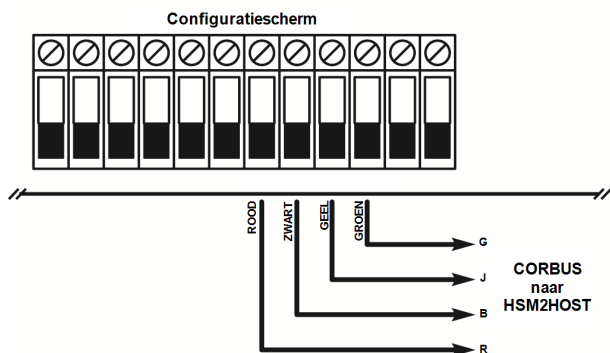 Configuratiescherm
ROOD
ZWART
GEEL
GROEN
G
J
B
R
CORBUS
naar
HSM2HOST